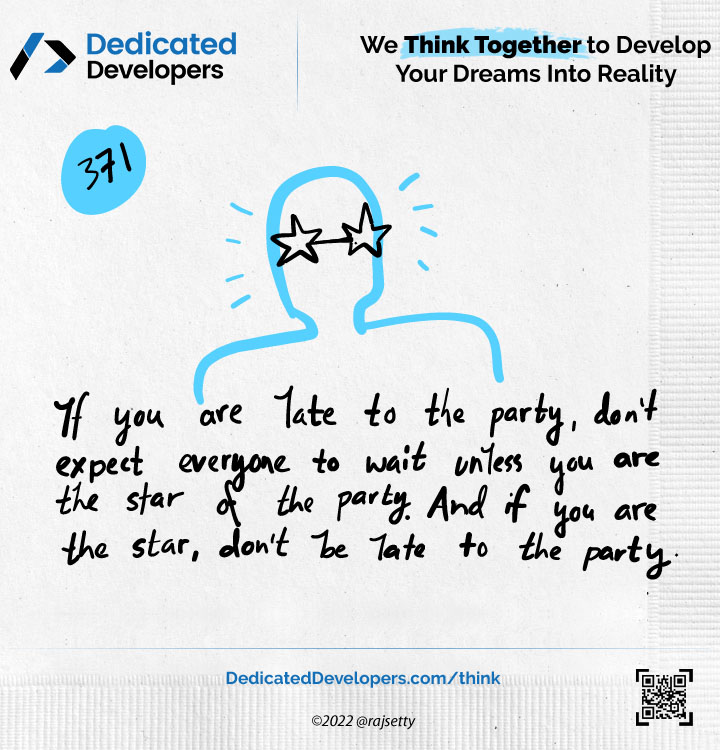 Dedicated
Developers
We Think Together to Develop
Your Dreams Into Reality
371
If you are late to the party, don't
expect everyone to wait unless you are
the star of the party. And if you are
the star, don't be late to the party.
DedicatedDevelopers.com/think
©2022 @rajsetty